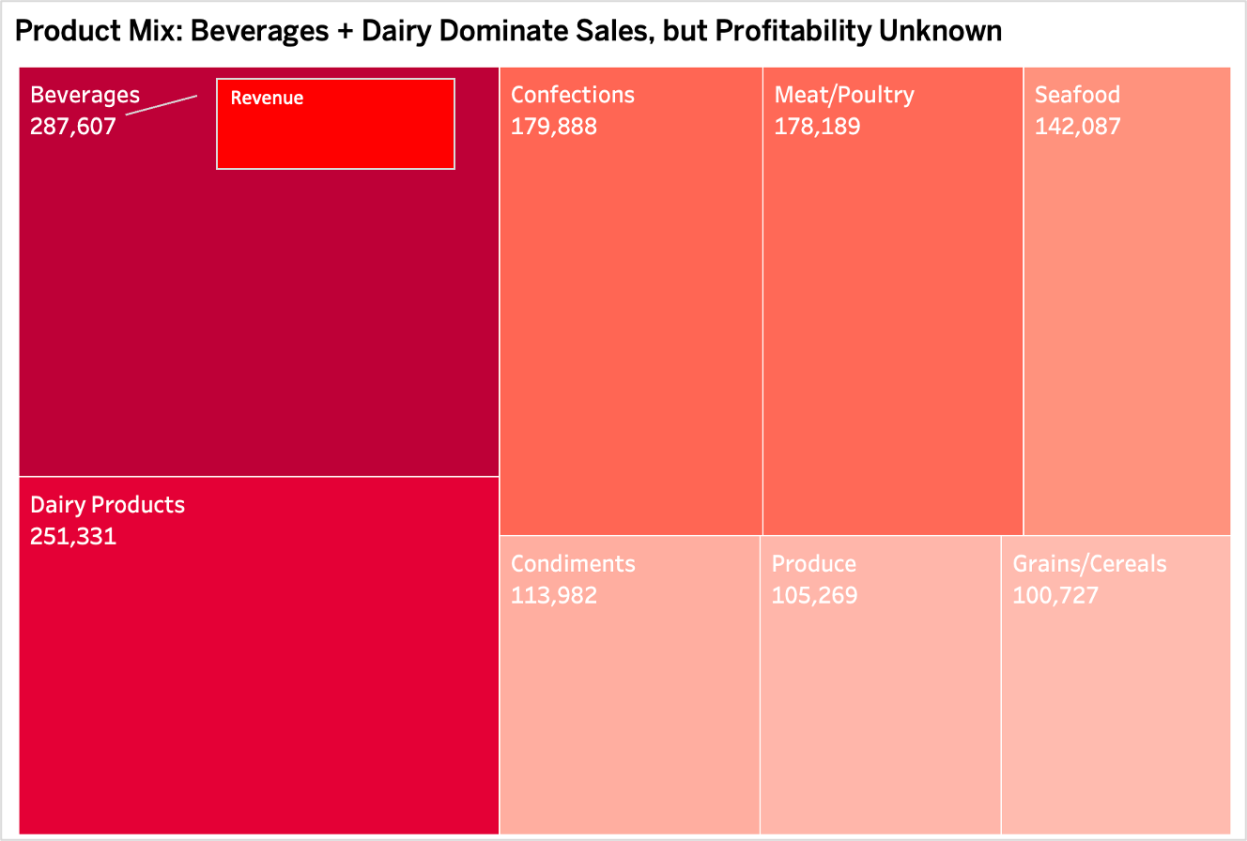 Product Mix: Beverages + Dairy Dominate Sales, but Profitability Unknown
Beverages
287,607
Revenue
Confections
179,888
Meat/Poultry
178,189
Seafood
142,087
Dairy Products
251,331
Condiments
113,982
Produce
105,269
Grains/Cereals
100,727